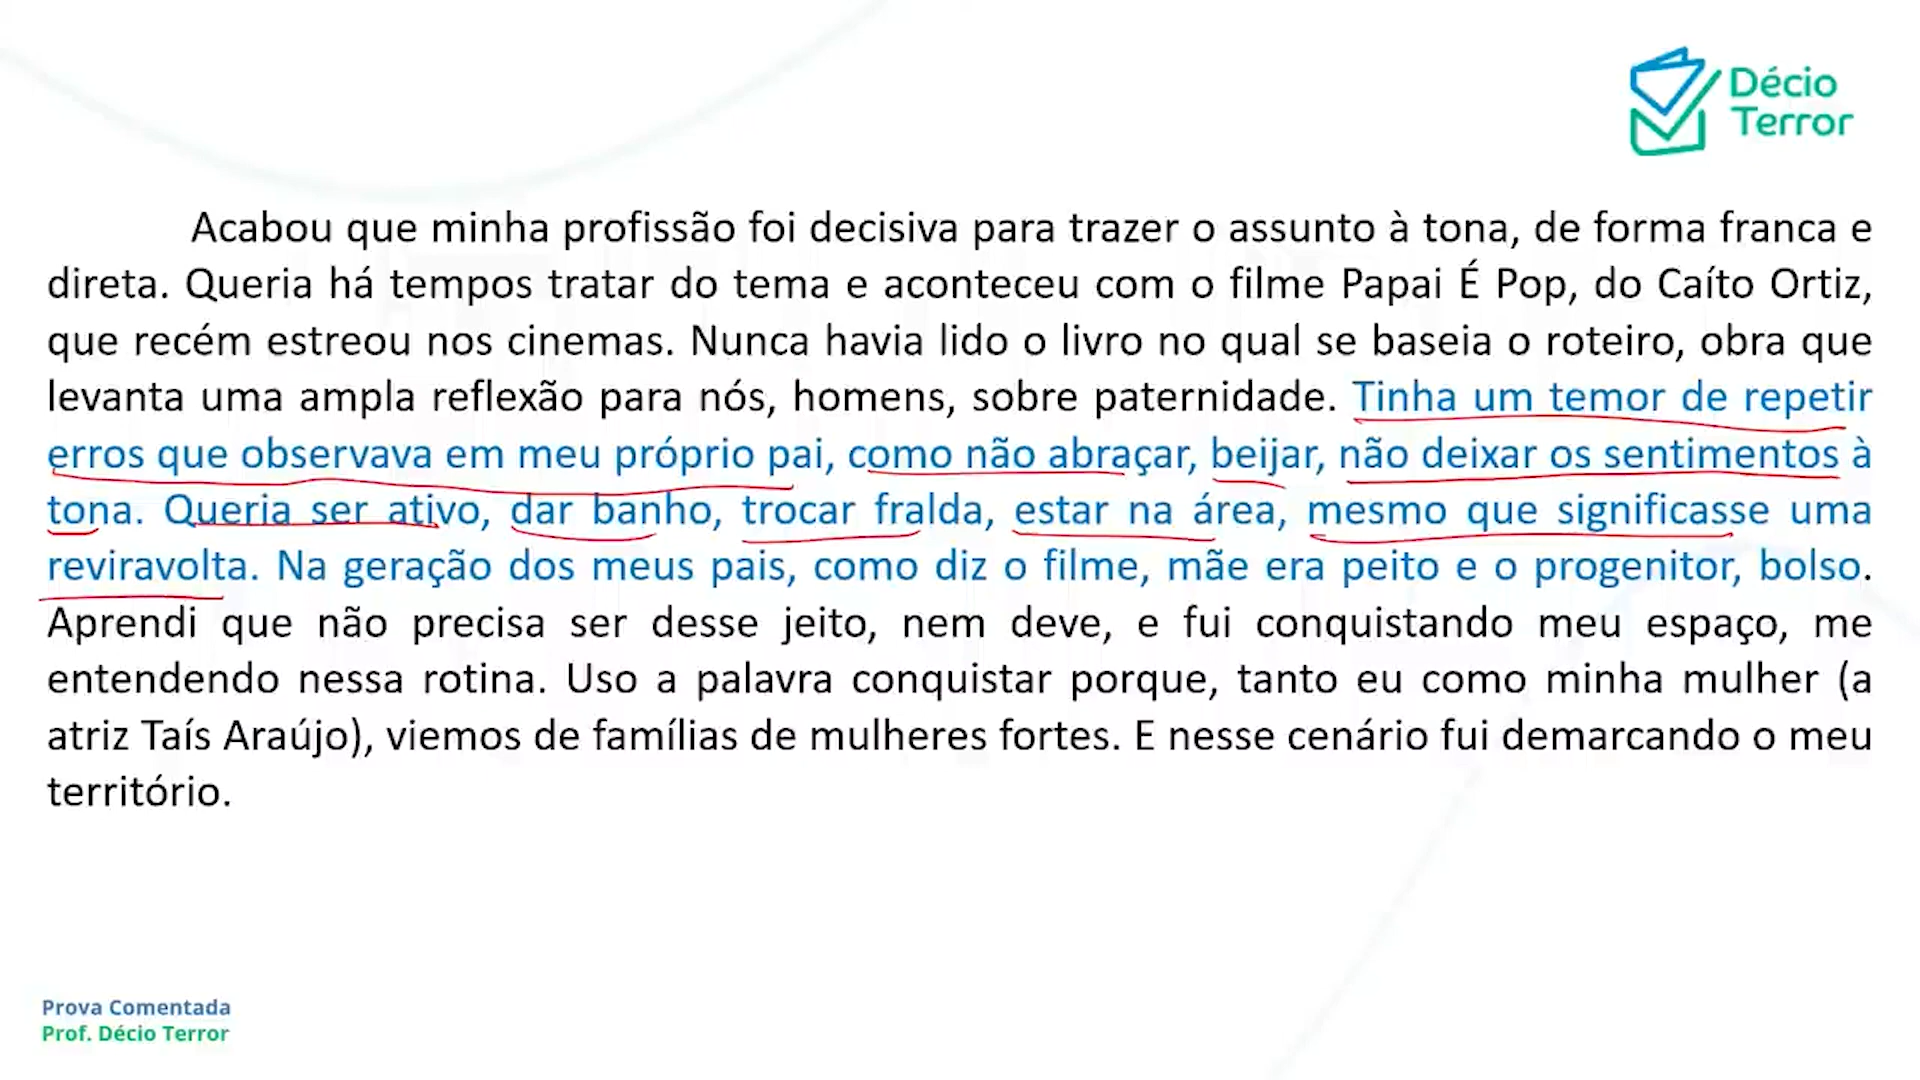 Décio
Terror
Acabou que minha profissão foi decisiva para trazer o assunto à tona, de forma franca e
direta. Queria há tempos tratar do tema e aconteceu com o filme Papai É Pop, do Caíto Ortiz,
que recém estreou nos cinemas. Nunca havia lido o livro no qual se baseia o roteiro, obra que
levanta uma ampla reflexão para nós, homens, sobre paternidade. Tinha um temor de repetir
erros que observava em meu próprio pai, como não abraçar, beijar, não deixar os sentimentos à
tona. Queria ser ativo, dar banho, trocar fralda, estar na área, mesmo que significasse uma
reviravolta. Na geração dos meus pais, como diz o filme, mãe era peito e o progenitor, bolso.
Aprendi que não precisa ser desse jeito, nem deve, e fui conquistando meu espaço, me
entendendo nessa rotina. Uso a palavra conquistar porque, tanto eu como minha mulher (a
atriz Taís Araújo), viemos de famílias de mulheres fortes. E nesse cenário fui demarcando o meu
território.
Prova Comentada
Prof. Décio Terror